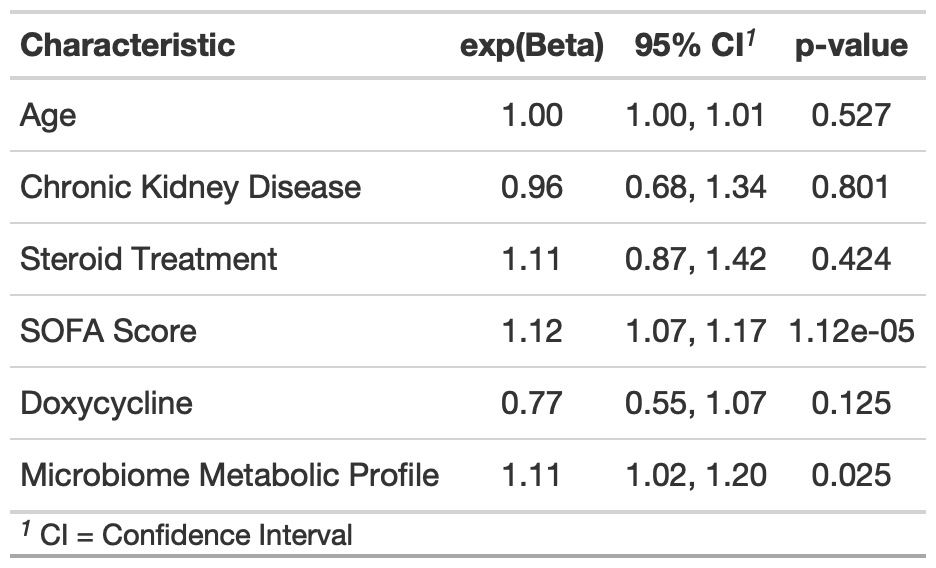 Characteristic exp(Beta) 95% CI1 p-value
Age 1.00 1.00, 1.01 0.527
Chronic Kidney Disease 0.96 0.68, 1.34 0.801
Steroid Treatment 1.11 0.87, 1.42 0.424
SOFA Score 1.12 1.07, 1.17 1.12e-05
Doxycycline 0.77 0.55, 1.07 0.125
Microbiome Metabolic Profile 1.11 1.02, 1.20 0.025
1 CI = Confidence Interval